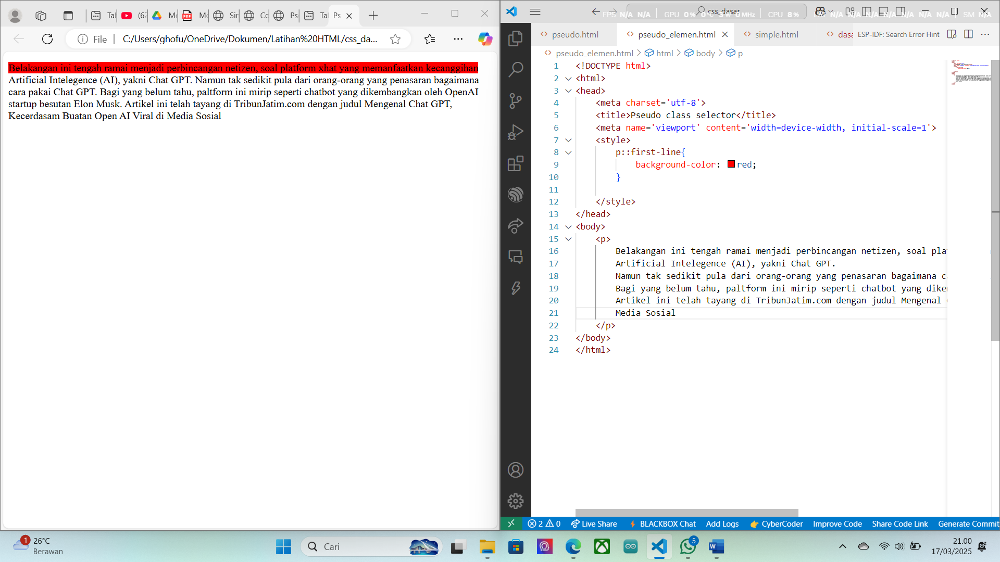 Tal
(62
Mo
Mo
Sir
Co
Ps
Tal
Ps
File
C:/Users/ghofu/OneDrive/Dokumen/Latihan%20HTML/css_da...
Belakangan ini tengah ramai menjadi perbincangan netizen, soal platform xhat yang memanfaatkan kecanggihan
Artificial Intelegence (AI), yakni Chat GPT. Namun tak sedikit pula dari orang-orang yang penasaran bagaimana
cara pakai Chat GPT. Bagi yang belum tahu, paltform ini mirip seperti chatbot yang dikembangkan oleh OpenAI
startup besutan Elon Musk. Artikel ini telah tayang di TribunJatim.com dengan judul Mengenal Chat GPT,
Kecerdasam Buatan Open AI Viral di Media Sosial
css_dasar
FPS N/A N/A GPU 0% 0°C 0MHz CPU 8% N/A N/A N/A N/A N/A N/A N/A SM N/A
pseudo.html
pseudo_elemen.html
simple.html
dasa
ESP-IDF: Search Error Hint
pseudo_elemen.html > html > body > p
1 <!DOCTYPE html>
2 <html>
3 <head>
4 <meta charset='utf-8'>
5 <title>Pseudo class selector</title>
6 <meta name='viewport' content='width=device-width, initial-scale=1'>
7 <style>
8 p::first-line{
9 background-color: red;
10 }
11
12 </style>
13 </head>
14 <body>
15 <p>
16 Belakangan ini tengah ramai menjadi perbincangan netizen, soal pla
17 Artificial Intelegence (AI), yakni Chat GPT.
18 Namun tak sedikit pula dari orang-orang yang penasaran bagaimana c
19 Bagi yang belum tahu, paltform ini mirip seperti chatbot yang dike
20 Artikel ini telah tayang di TribunJatim.com dengan judul Mengenal
21 Media Sosial
22 </p>
23 </body>
24 </html>
2 0 Live Share BLACKBOX Chat Add Logs CyberCoder Improve Code Share Code Link Generate Commit
1
26°C
Berawan
Cari
5
21.00
17/03/2025